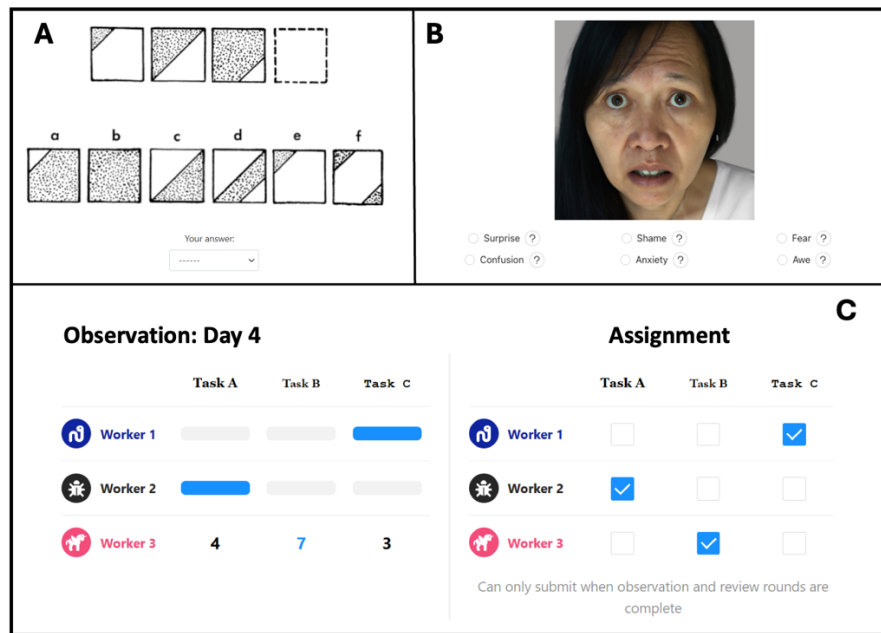 A
a b c d e f
Your answer:
------
B
Surprise ? Shame ? Fear ?
Confusion ? Anxiety ? Awe ?
C
Observation: Day 4
Task A Task B Task C
Worker 1
Worker 2
Worker 3 4 7 3
Assignment
Task A Task B Task C
Worker 1
Worker 2
Worker 3
Can only submit when observation and review rounds are
complete